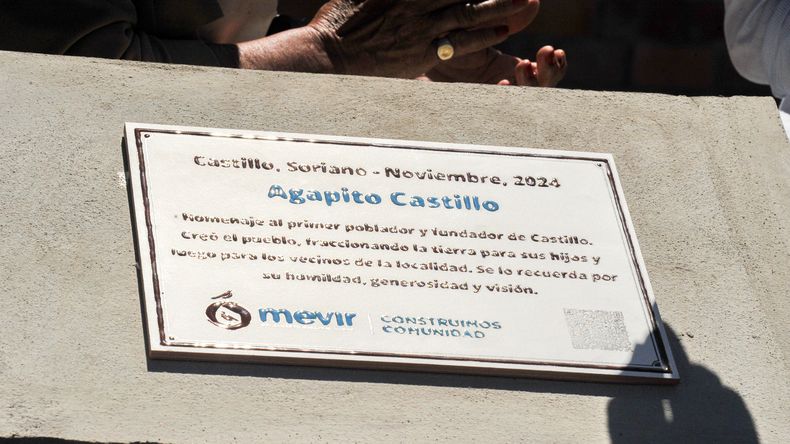 Castillo, Soriano - Noviembre, 2024
Agapito Castillo
Homenaje al primer poblador y fundador de Castillo.
Creó el pueblo, fraccionando la tierra para sus hijos y
luego para los vecinos de la localidad. Se lo recuerda por
su humildad, generosidad y visión.
mevir
CONSTRUIMOS
COMUNIDAD